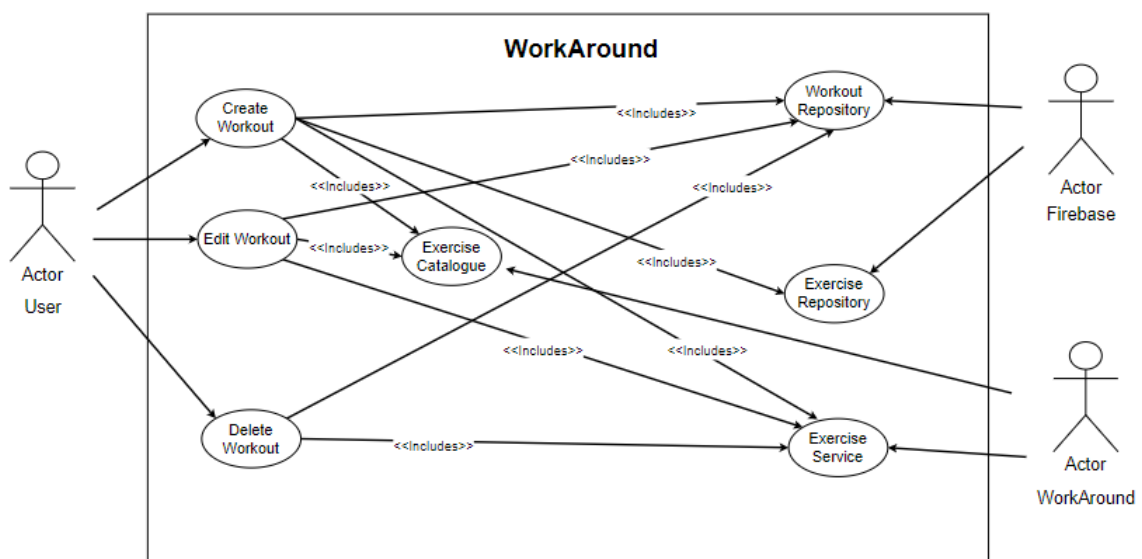 WorkAround
Create
Workout
Workout
Repository
<<Includes>>
<<Includes>>
<<Includes>>
Actor
Firebase
Edit Workout
<<Includes>>
Exercise
Catalogue
Actor
User
<<Includes>>
Exercise
Repository
<<Includes>>
<<Includes>>
Delete
Workout
<<Includes>>
Exercise
Service
Actor
WorkAround